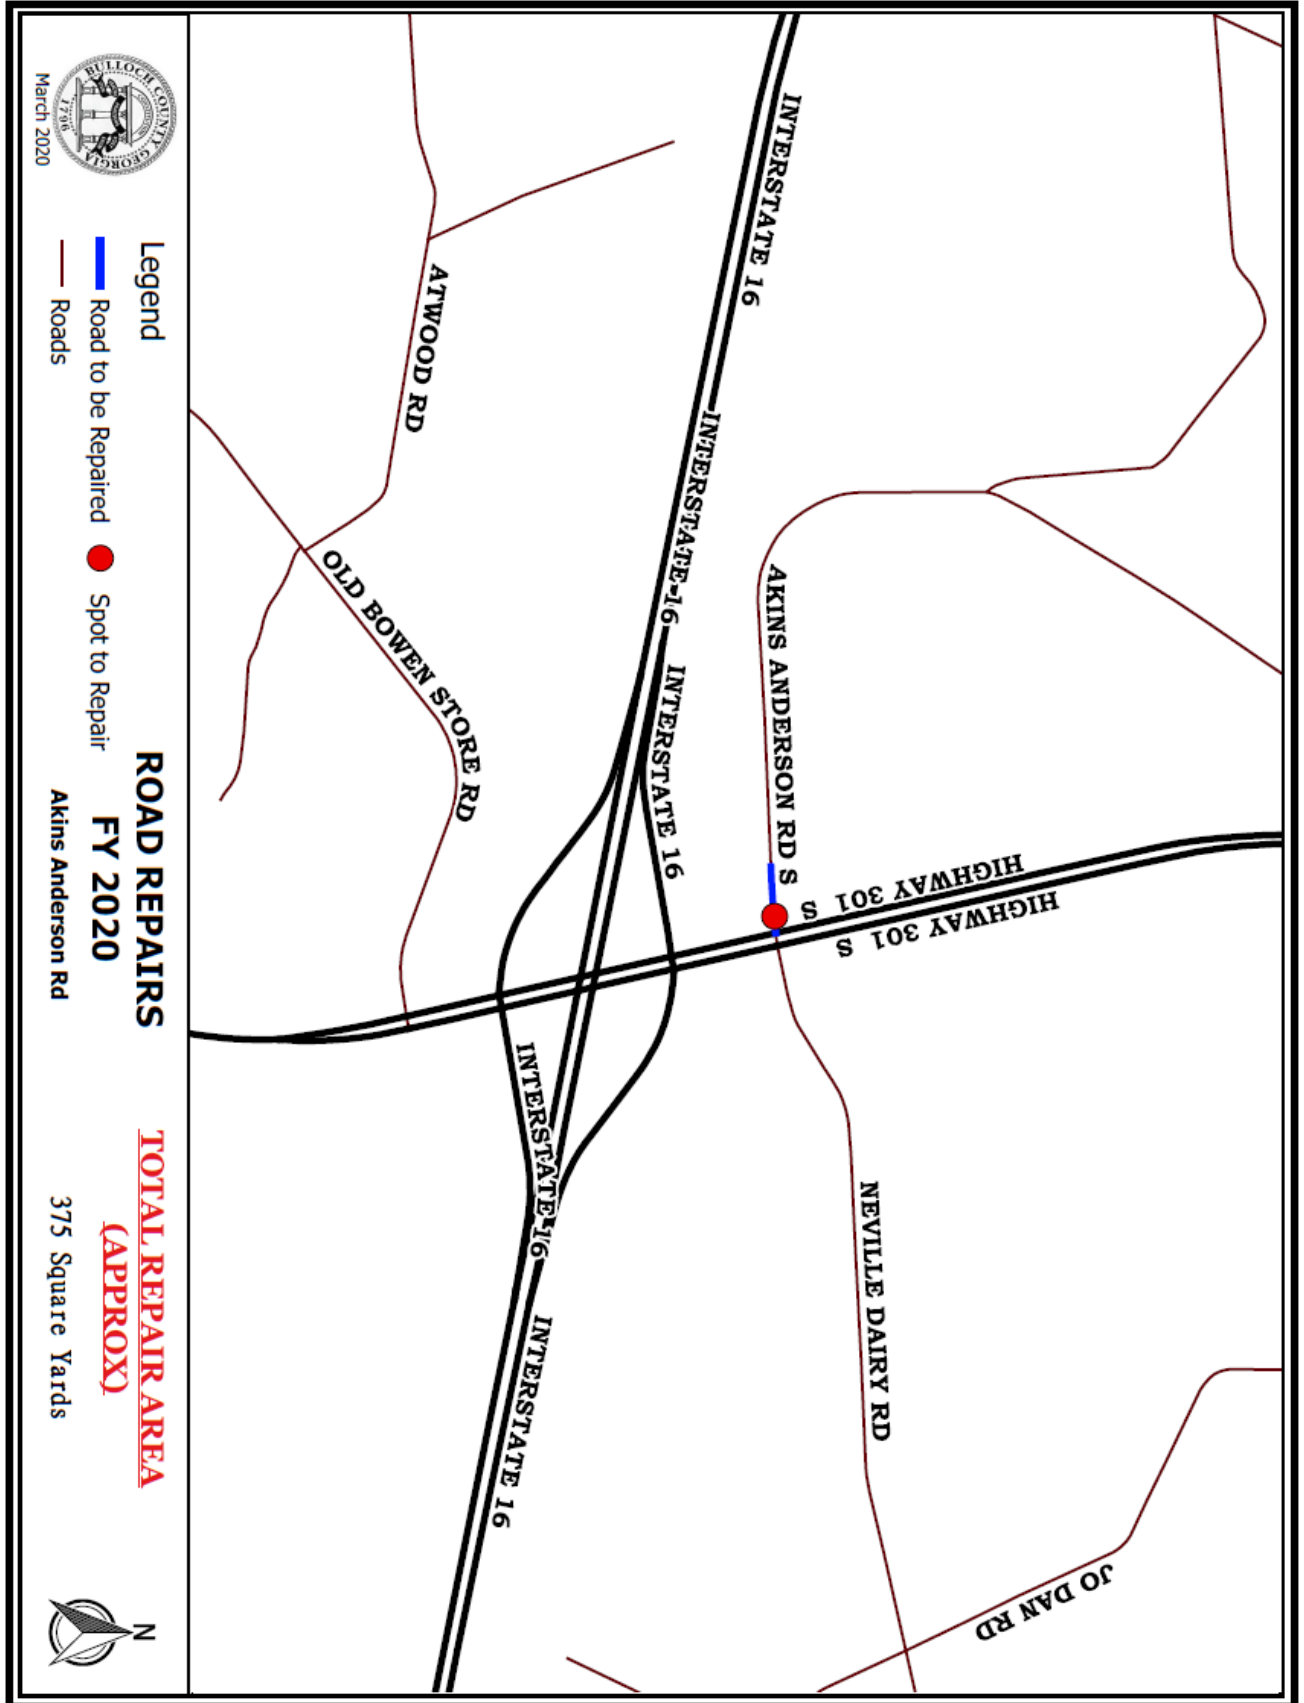 INTERSTATE 16
INTERSTATE 16
INTERSTATE 16
INTERSTATE 16
INTERSTATE 16
ATWOOD RD
OLD BOWEN STORE RD
AKINS ANDERSON RD S
S HIGHWAY 301
S HIGHWAY 301
NEVILLE DAIRY RD
JO DAN RD
BULLOCH COUNTY GEORGIA
1796
March 2020
Legend
Road to be Repaired
Spot to Repair
Roads
ROAD REPAIRS
FY 2020
Akins Anderson Rd
TOTAL REPAIR AREA
(APPROX)
375 Square Yards
N